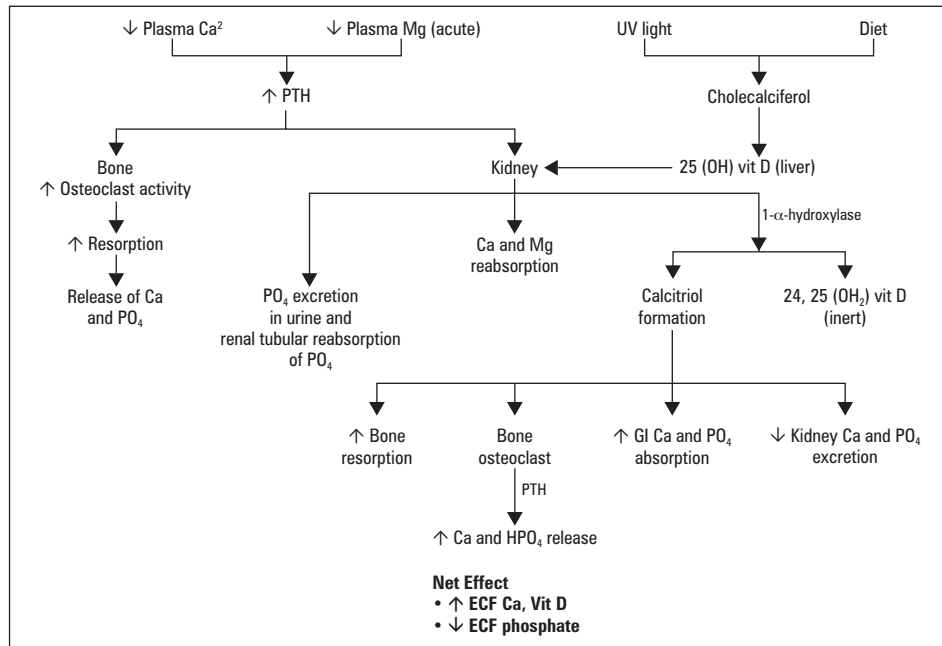 ↓ Plasma Ca²
↓ Plasma Mg (acute)
UV light
Diet
↑ PTH
Cholecalciferol
Bone
↑ Osteoclast activity
Kidney
25 (OH) vit D (liver)
1-α-hydroxylase
↑ Resorption
Ca and Mg
reabsorption
Release of Ca
and PO₄
PO₄ excretion
in urine and
renal tubular reabsorption
of PO₄
Calcitriol
formation
24, 25 (OH₂) vit D
(inert)
↑ Bone
resorption
Bone
osteoclast
↑ GI Ca and PO₄
absorption
↓ Kidney Ca and PO₄
excretion
PTH
↑ Ca and HPO₄ release
Net Effect
• ↑ ECF Ca, Vit D
• ↓ ECF phosphate